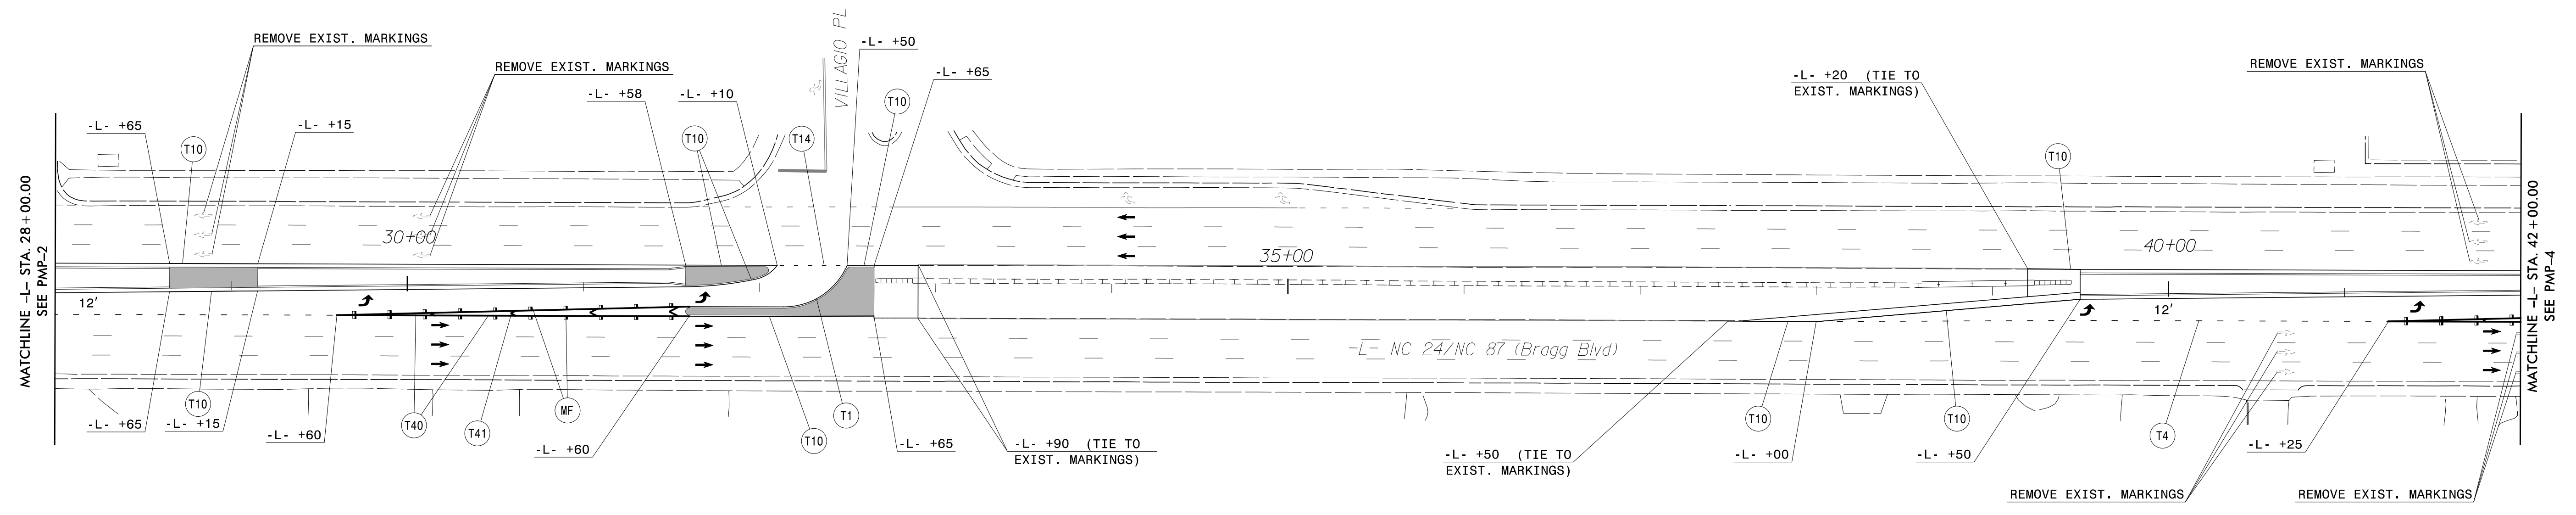 REMOVE EXIST. MARKINGS
REMOVE EXIST. MARKINGS
VILLAGIO PL
-L- +50
-L- +65
-L- +20 (TIE TO
EXIST. MARKINGS)
REMOVE EXIST. MARKINGS
-L- +58
-L- +10
T10
-L- +65
-L- +15
T10
T10
T14
T10
MATCHLINE -L- STA. 28+00.00
SEE PMP-2
30+00
35+00
40+00
MATCHLINE -L- STA. 42+00.00
SEE PMP-4
12'
12'
-L- NC 24/NC 87 (Bragg Blvd)
T10
T40
T41
MF
T10
T1
T10
T10
T4
-L- +65
-L- +15
-L- +60
-L- +60
-L- +65
-L- +90 (TIE TO
EXIST. MARKINGS)
-L- +50 (TIE TO
EXIST. MARKINGS)
-L- +00
-L- +50
-L- +25
REMOVE EXIST. MARKINGS
REMOVE EXIST. MARKINGS